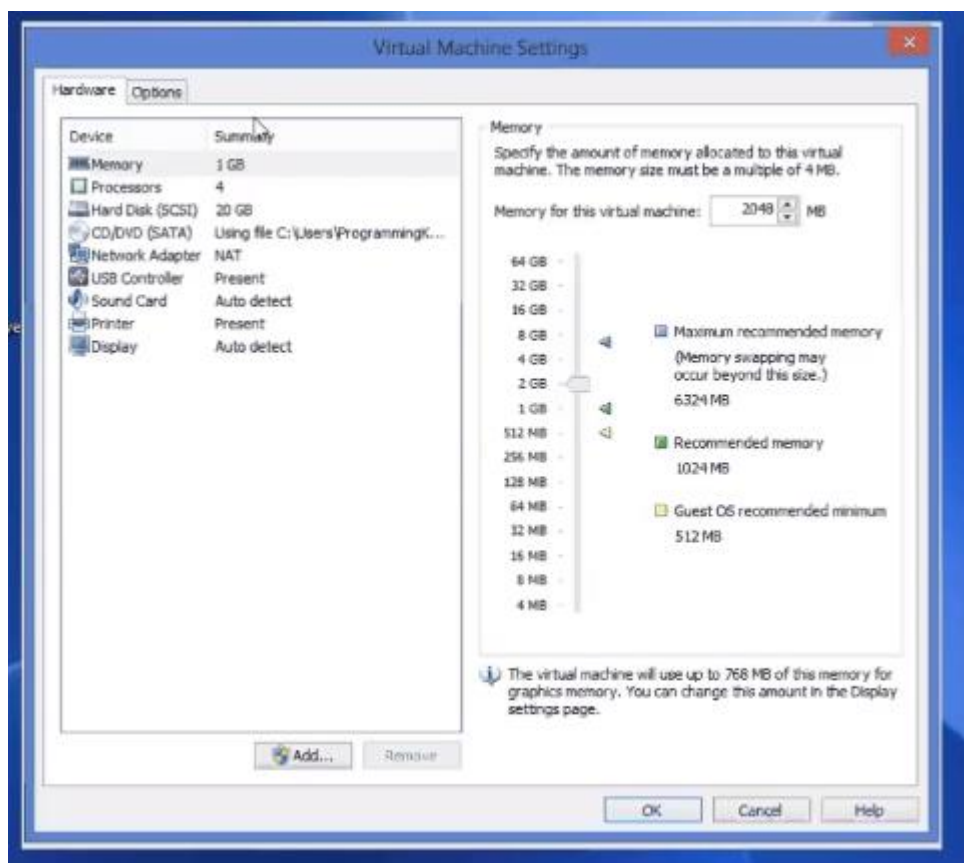 Virtual Machine Settings
Hardware Options
Device Summary
Memory 1 GB
Processors 4
Hard Disk (SCSI) 20 GB
CD/DVD (SATA) Using file C:\Users\ProgrammingK...
Network Adapter NAT
USB Controller Present
Sound Card Auto detect
Printer Present
Display Auto detect
Add... Remove
Memory
Specify the amount of memory allocated to this virtual
machine. The memory size must be a multiple of 4 MB.
Memory for this virtual machine: 2048 MB
64 GB
32 GB
16 GB
8 GB
4 GB
2 GB
1 GB
512 MB
256 MB
128 MB
64 MB
32 MB
16 MB
8 MB
4 MB
Maximum recommended memory
(Memory swapping may
occur beyond this size.)
6324 MB
Recommended memory
1024 MB
Guest OS recommended minimum
512 MB
The virtual machine will use up to 768 MB of this memory for
graphics memory. You can change this amount in the Display
settings page.
OK Cancel Help